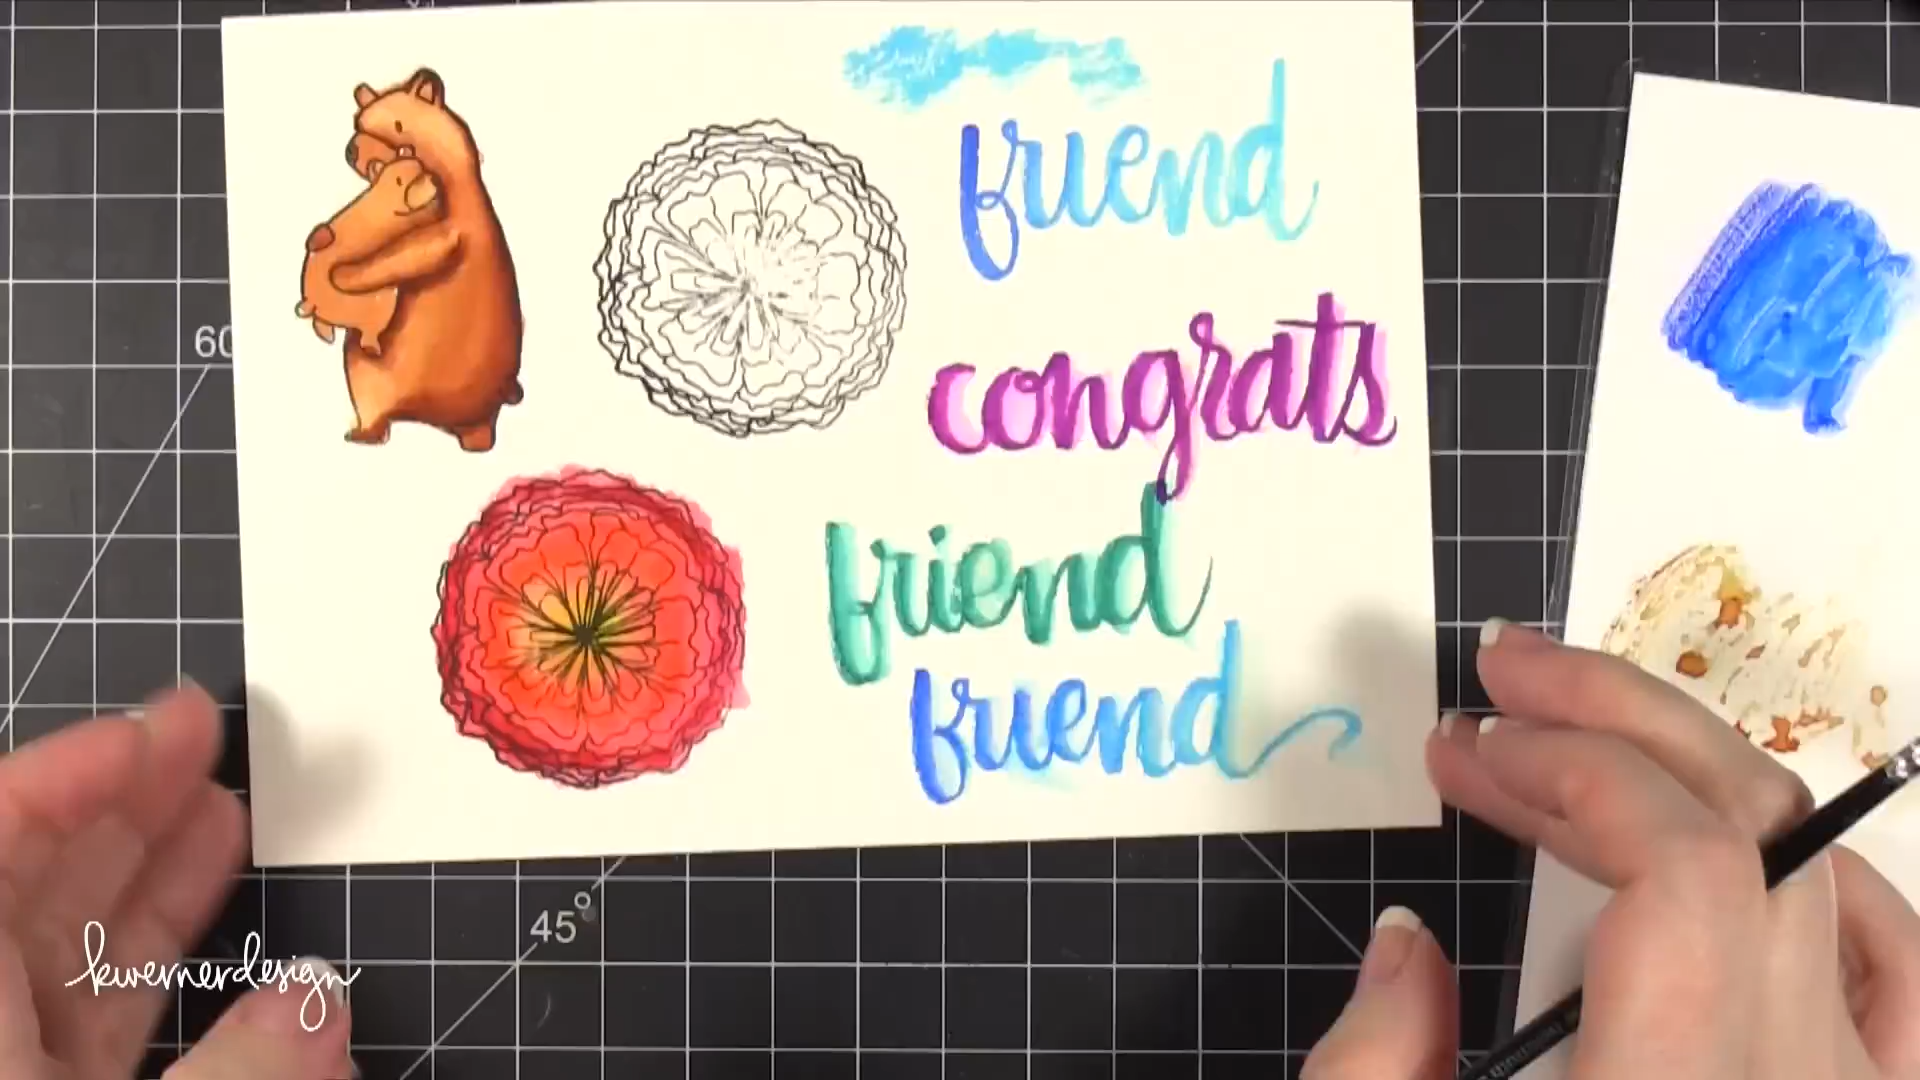 friend
60
congrats
friend
friend
45°
kwernerdesign